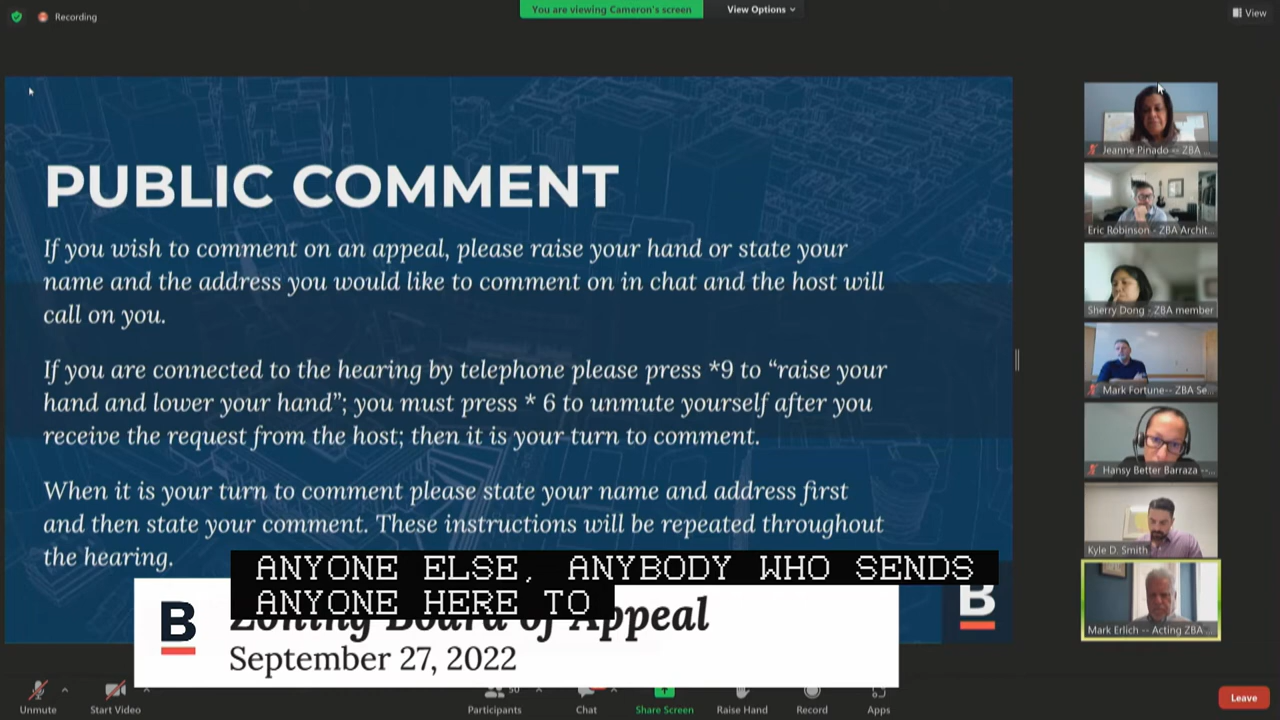 Recording
You are viewing Cameron's screen
View Options
View
PUBLIC COMMENT
If you wish to comment on an appeal, please raise your hand or state your
name and the address you would like to comment on in chat and the host will
call on you.
If you are connected to the hearing by telephone please press *9 to “raise your
hand and lower your hand”; you must press * 6 to unmute yourself after you
receive the request from the host; then it is your turn to comment.
When it is your turn to comment please state your name and address first
and then state your comment. These instructions will be repeated throughout
the hearing.
ANYONE ELSE, ANYBODY WHO SENDS
ANYONE HERE TO
B
Zoning Board of Appeal
September 27, 2022
B
Jeanne Pinado -- ZBA ...
Eric Robinson - ZBA Archit...
Sherry Dong - ZBA member
Mark Fortune-- ZBA Se...
Hansy Better Barraza --...
Kyle D. Smith
Mark Erlich -- Acting ZBA ...
Unmute
Start Video
Participants
50
Chat
Share Screen
Raise Hand
Record
Apps
Leave